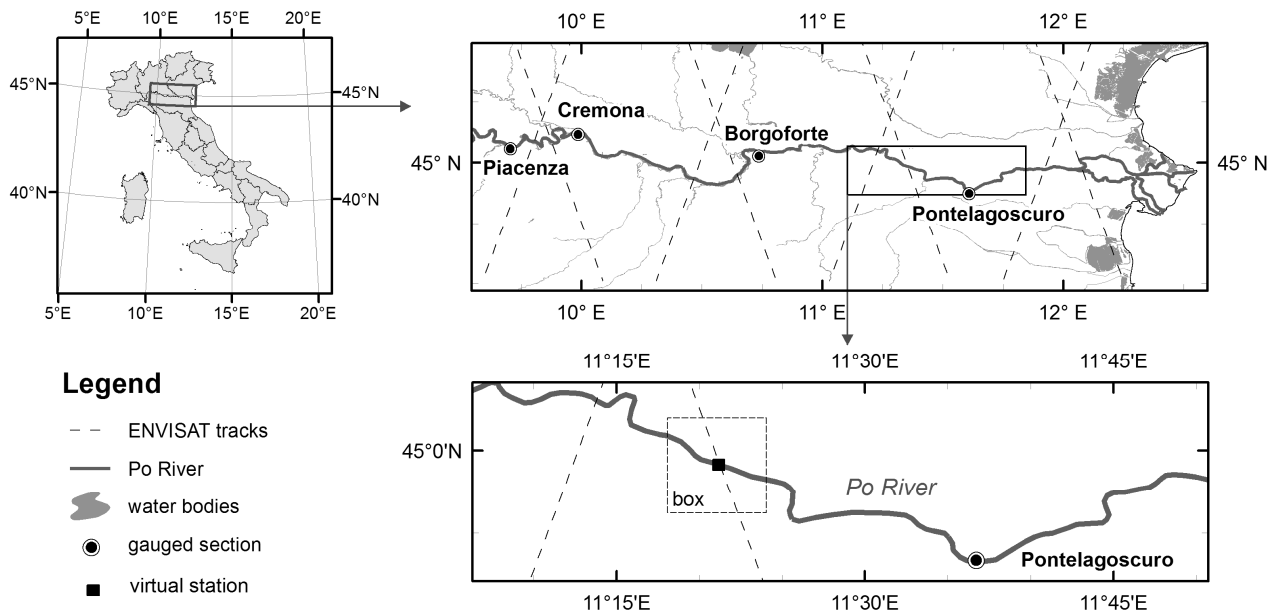 5°E 10°E 15°E 20°E
45°N
45°N
40°N
40°N
5°E 10°E 15°E 20°E
10° E 11° E 12° E
Cremona
Borgoforte
45° N
45° N
Piacenza
Pontelagoscuro
10° E 11° E 12° E
Legend
ENVISAT tracks
Po River
water bodies
gauged section
virtual station
11°15'E 11°30'E 11°45'E
45°0'N
Po River
box
Pontelagoscuro
11°15'E 11°30'E 11°45'E